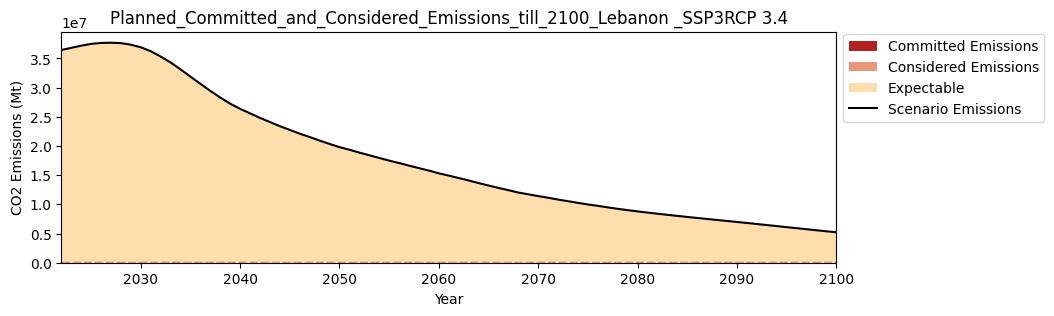 Planned_Committed_and_Considered_Emissions_till_2100_Lebanon _SSP3RCP 3.4
1e7
CO2 Emissions (Mt)
3.5
3.0
2.5
2.0
1.5
1.0
0.5
0.0
2030 2040 2050 2060 2070 2080 2090 2100
Year
Committed Emissions
Considered Emissions
Expectable
Scenario Emissions